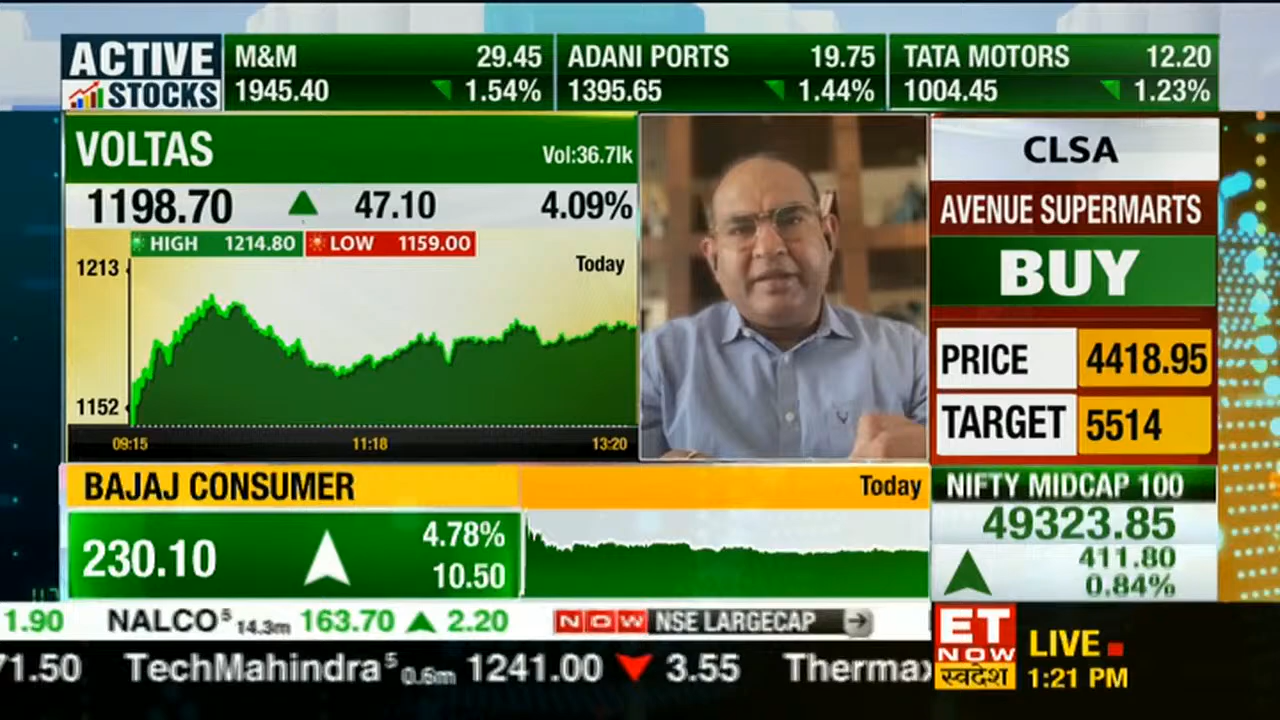 ACTIVE STOCKS
M&M 29.45
1945.40 1.54%
ADANI PORTS 19.75
1395.65 1.44%
TATA MOTORS 12.20
1004.45 1.23%
VOLTAS Vol:36.7lk
1198.70 47.10 4.09%
HIGH 1214.80 LOW 1159.00
1213 Today
1152
09:15 11:18 13:20
CLSA
AVENUE SUPERMARTS
BUY
PRICE 4418.95
TARGET 5514
BAJAJ CONSUMER Today
230.10 4.78%
10.50
NIFTY MIDCAP 100
49323.85
411.80
0.84%
1.90 NALCO 5 14.3m 163.70 2.20 NOW NSE LARGECAP
71.50 TechMahindra 5 0.6m 1241.00 3.55 Thermax
ET
NOW
स्वदेश
LIVE
1:21 PM